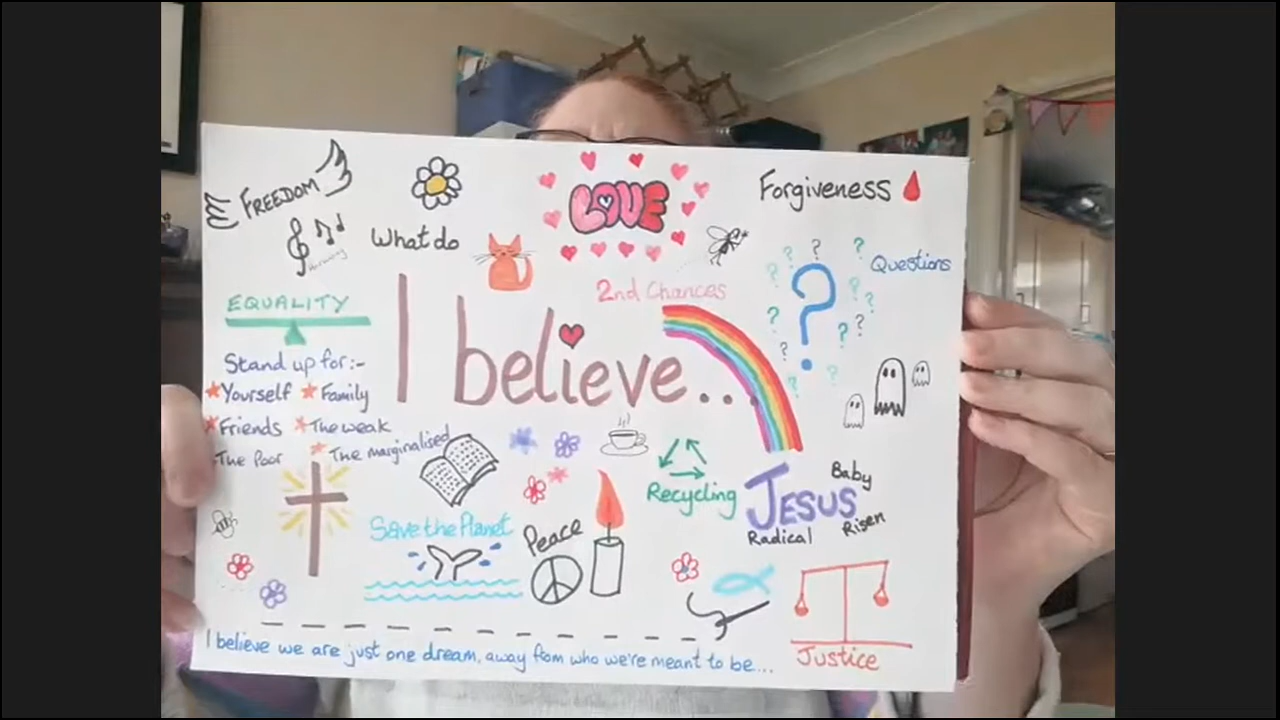 FREEDOM
LOVE
Forgiveness
What do
Questions
2nd Chances
EQUALITY
I believe...
Stand up for:-
Yourself Family
Friends The weak
The Poor The marginalised
Recycling
Baby
JESUS
Radical Risen
Save the Planet
Peace
Justice
I believe we are just one dream, away from who we're meant to be...